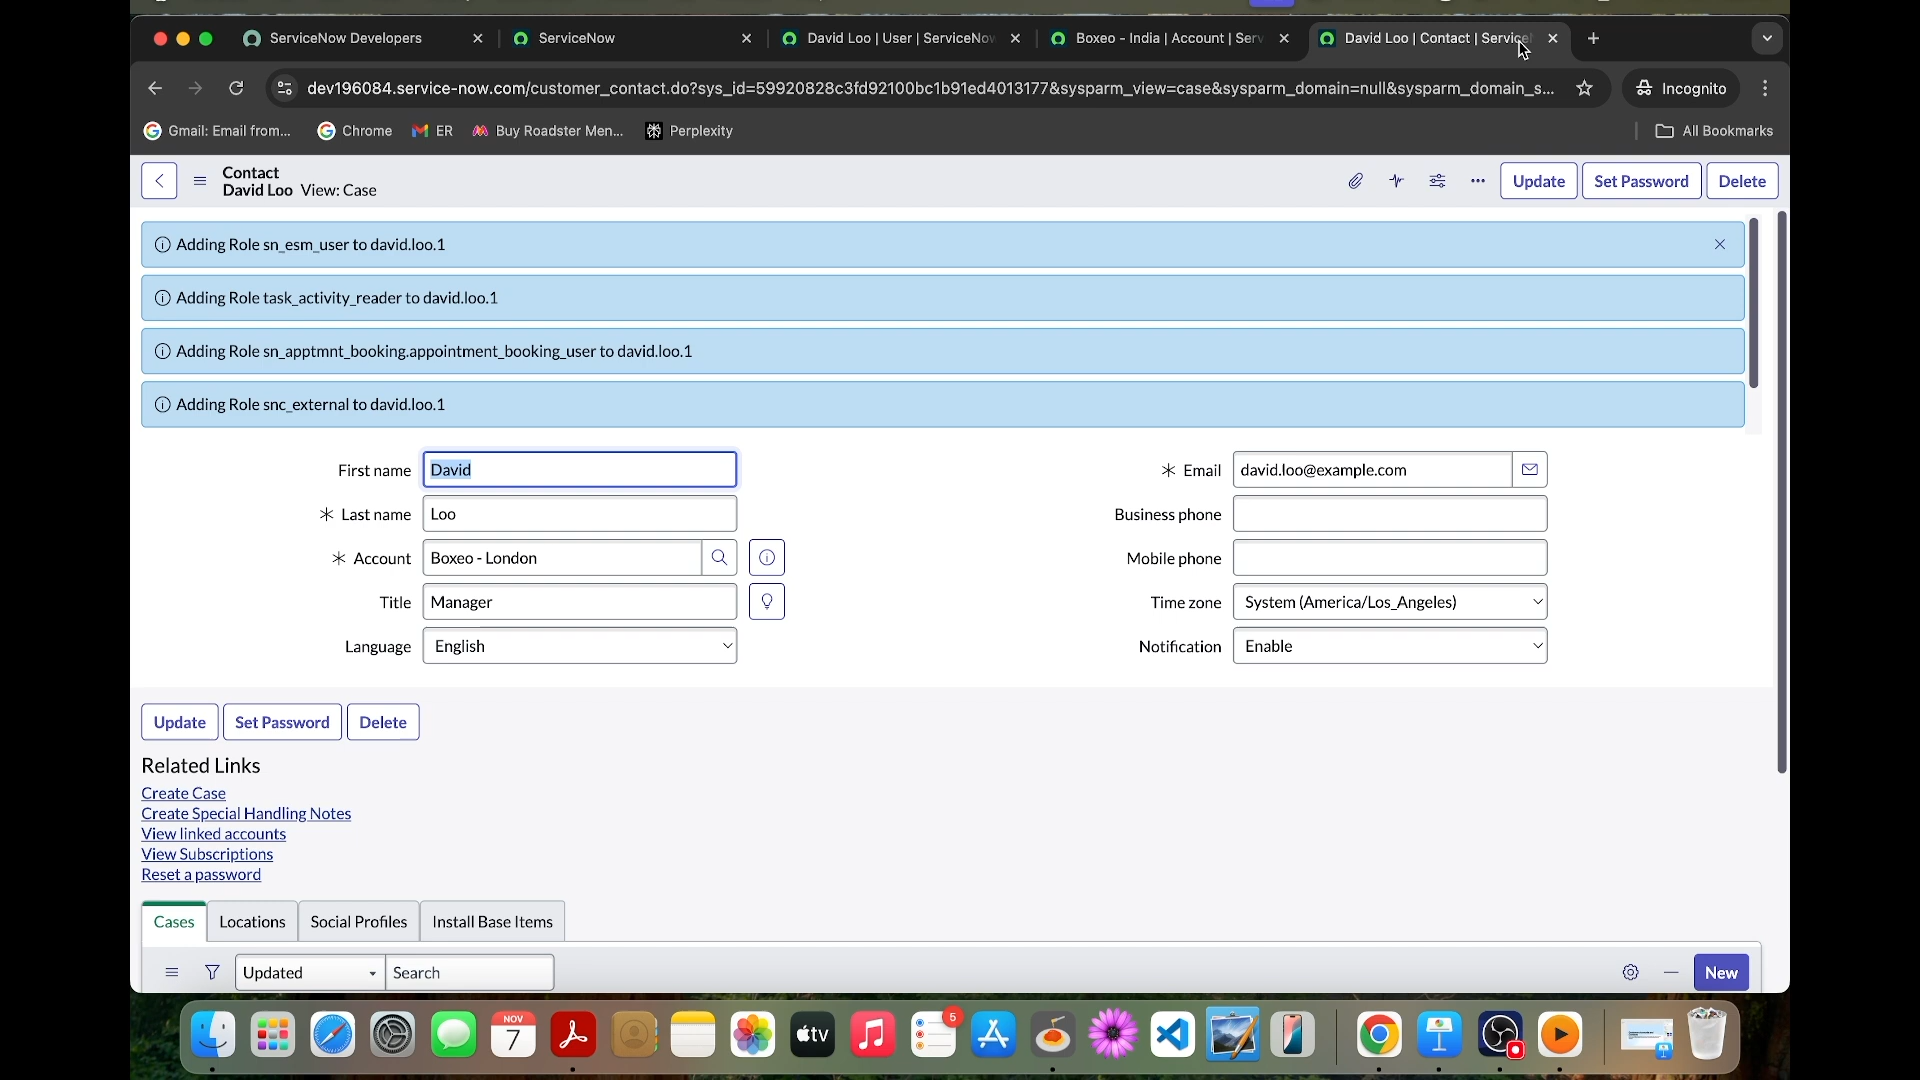 ServiceNow Developers
ServiceNow
David Loo | User | ServiceNow
Boxeo - India | Account | Serv
David Loo | Contact | Service
dev196084.service-now.com/customer_contact.do?sys_id=59920828c3fd92100bc1b91ed4013177&sysparm_view=case&sysparm_domain=null&sysparm_domain_s...
Incognito
Gmail: Email from...
Chrome
ER
Buy Roadster Men...
Perplexity
All Bookmarks
Contact
David Loo View: Case
Update
Set Password
Delete
Adding Role sn_esm_user to david.loo.1
Adding Role task_activity_reader to david.loo.1
Adding Role sn_apptmnt_booking.appointment_booking_user to david.loo.1
Adding Role snc_external to david.loo.1
First name David
Email david.loo@example.com
Last name Loo
Business phone
Account Boxeo - London
Mobile phone
Title Manager
Time zone System (America/Los_Angeles)
Language English
Notification Enable
Update
Set Password
Delete
Related Links
Create Case
Create Special Handling Notes
View linked accounts
View Subscriptions
Reset a password
Cases
Locations
Social Profiles
Install Base Items
Updated
Search
New
NOV
7
tv
5